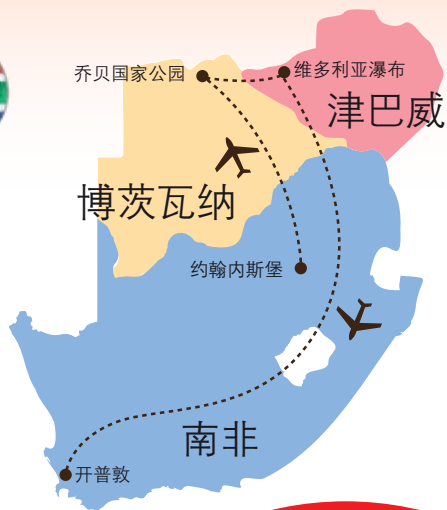 乔贝国家公园
维多利亚瀑布
津巴威
博茨瓦纳
约翰内斯堡
南非
开普敦